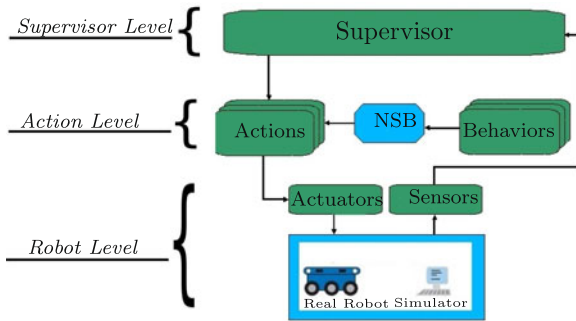 Supervisor Level
Supervisor
Action Level
Actions
NSB
Behaviors
Actuators
Sensors
Robot Level
Real Robot Simulator